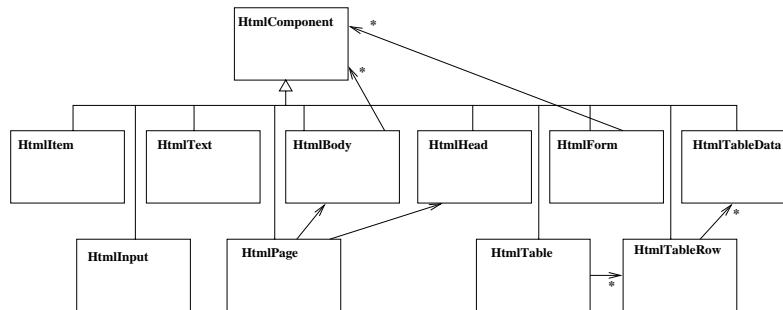 HtmlComponent
*
*
HtmlItem
HtmlText
HtmlBody
HtmlHead
HtmlForm
HtmlTableData
*
HtmlInput
HtmlPage
HtmlTable
HtmlTableRow
*